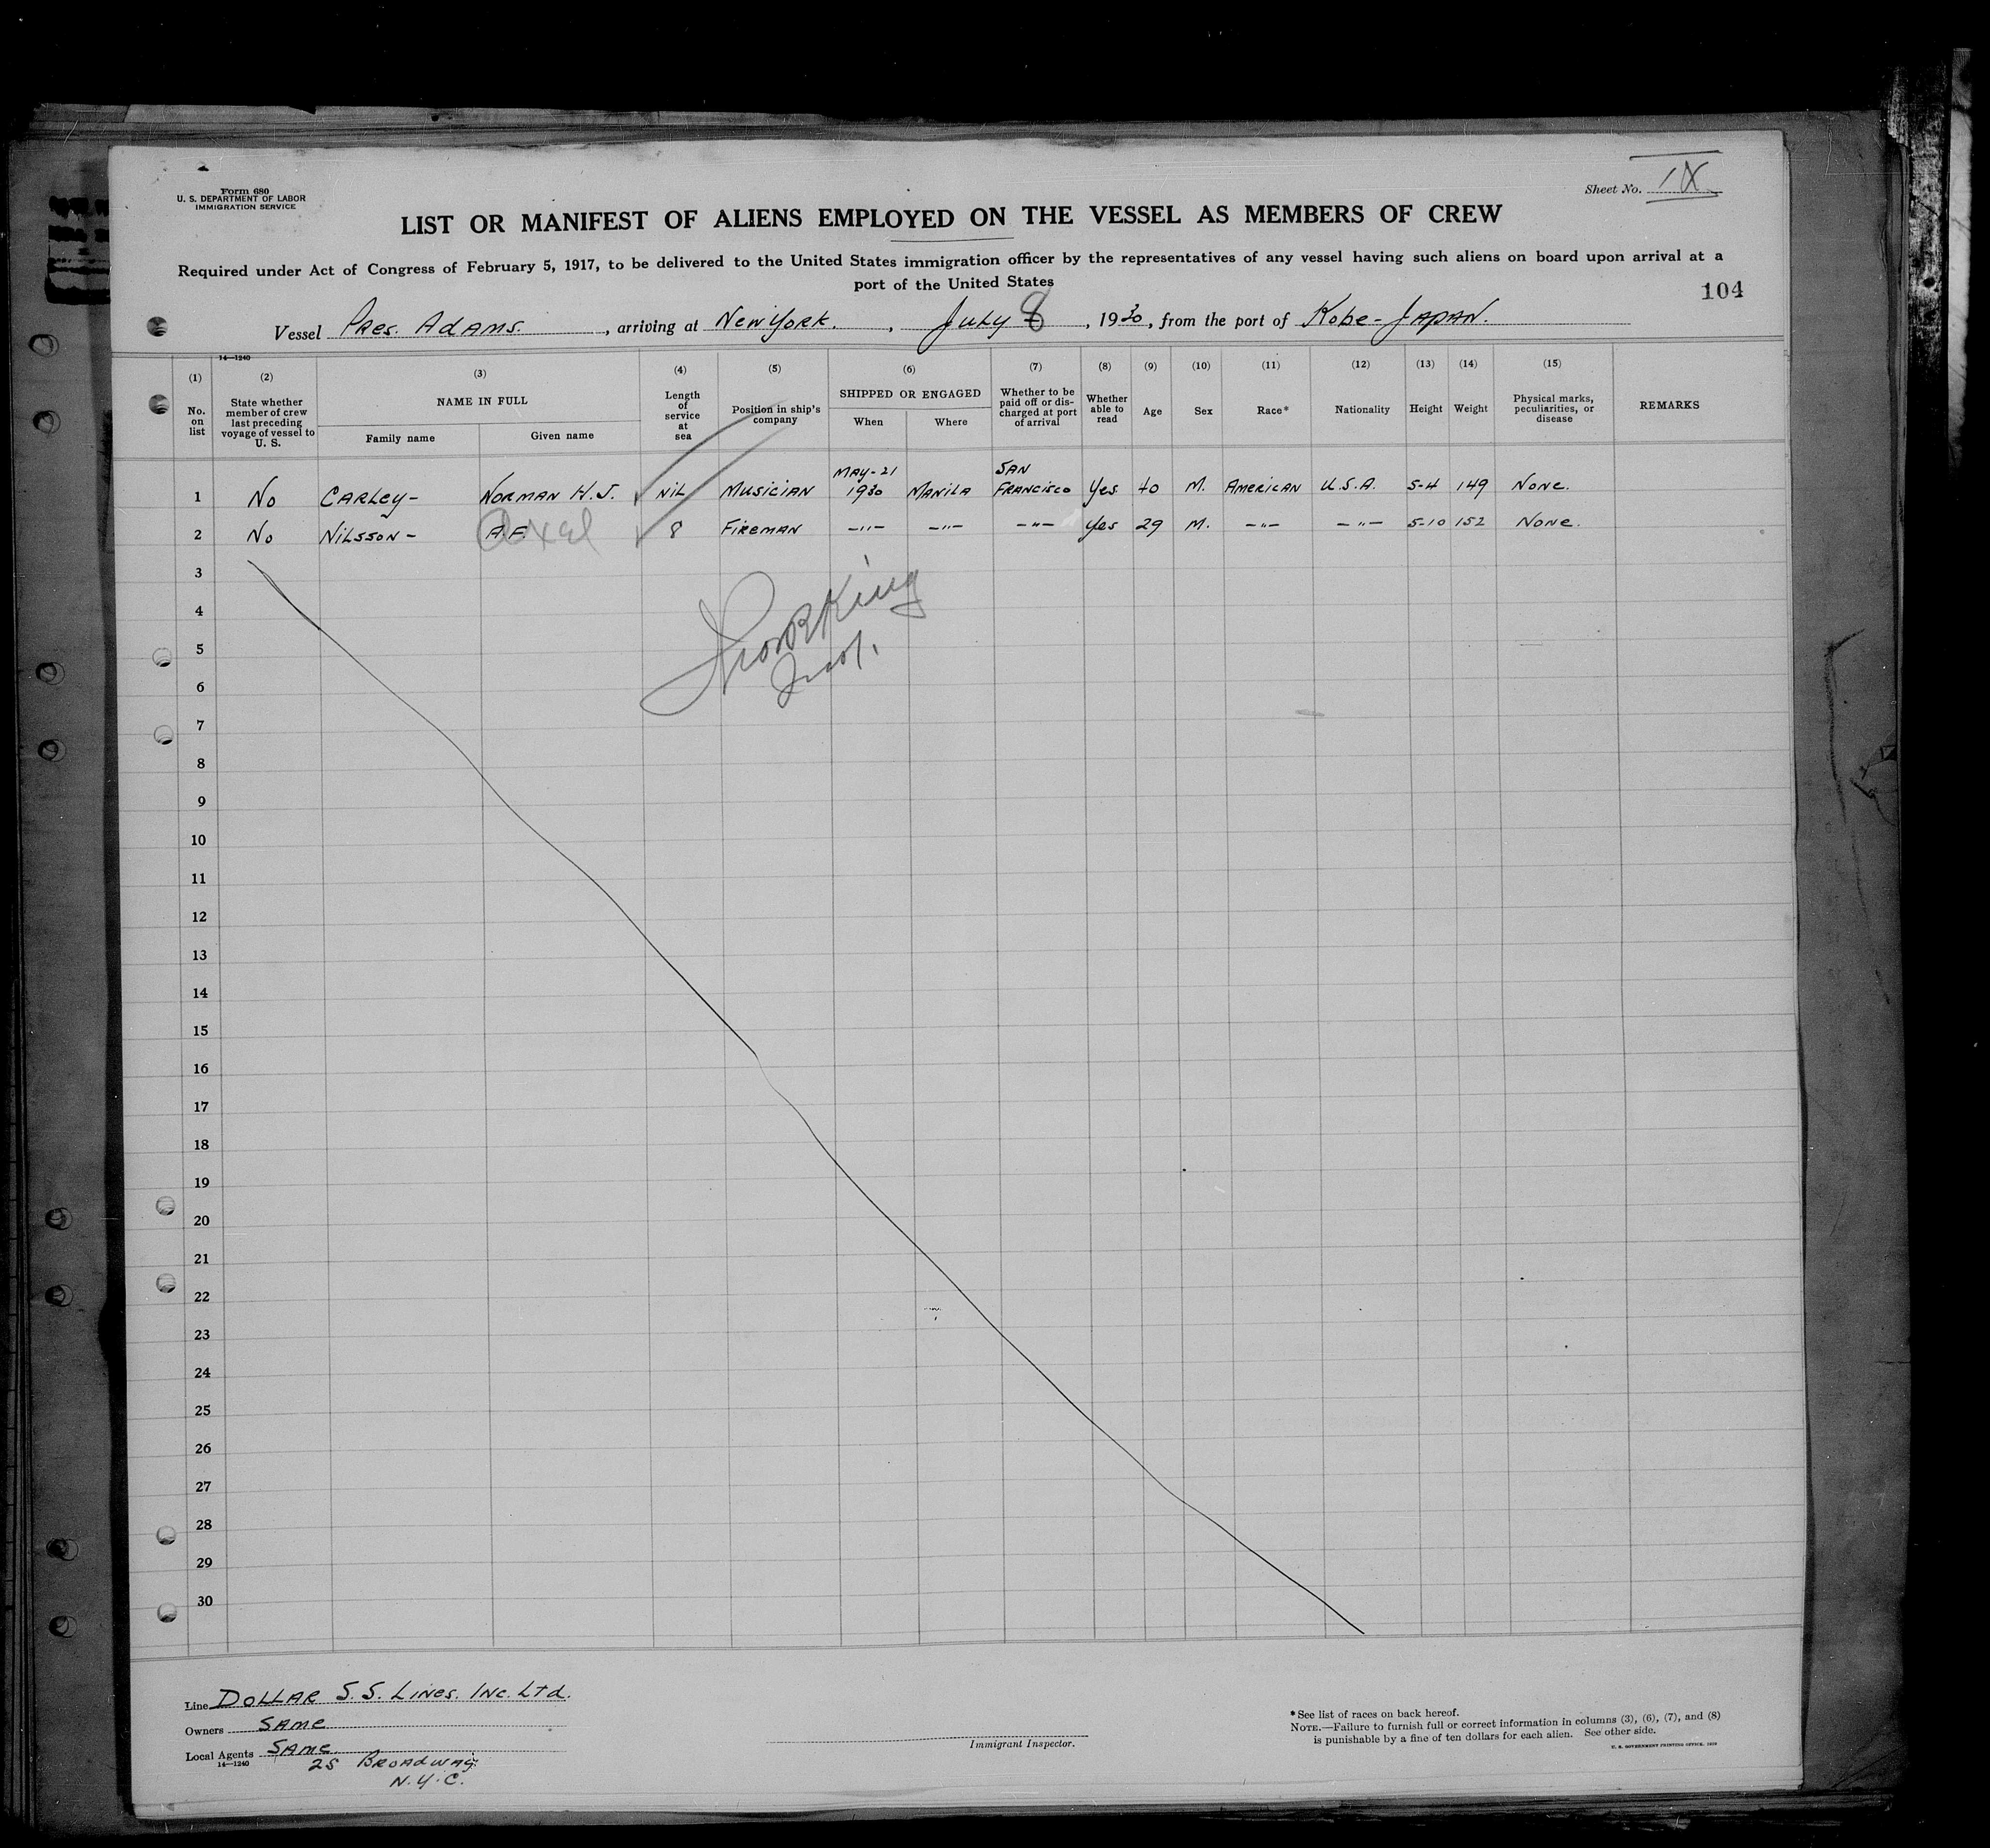 Form 680
U. S. DEPARTMENT OF LABOR
IMMIGRATION SERVICE
Sheet No. IX
LIST OR MANIFEST OF ALIENS EMPLOYED ON THE VESSEL AS MEMBERS OF CREW
Required under Act of Congress of February 5, 1917, to be delivered to the United States immigration officer by the representatives of any vessel having such aliens on board upon arrival at a
port of the United States
104
Vessel Pres. Adams. , arriving at New York. , July 8 , 1930, from the port of Kobe-Japan.
14—1240
(1) (2) (3) (4) (5) (6) (7) (8) (9) (10) (11) (12) (13) (14) (15)
No. on list
State whether member of crew last preceding voyage of vessel to U. S.
NAME IN FULL
Family name
Given name
Length of service at sea
Position in ship's company
SHIPPED OR ENGAGED
When
Where
Whether to be paid off or discharged at port of arrival
Whether able to read
Age
Sex
Race*
Nationality
Height
Weight
Physical marks, peculiarities, or disease
REMARKS
1 No Carley- Norman H.J. Nil Musician May-21 1930 Manila San Francisco Yes 40 M. American U.S.A. 5-4 149 None.
2 No Nilsson- A.F. Axel 8 Fireman -"- -"- -"- Yes 29 M. -"- -"- 5-10 152 None.
3
4
5
6
7
8
9
10
11
12
13
14
15
16
17
18
19
20
21
22
23
24
25
26
27
28
29
30
Line Dollar S.S. Lines. Inc. Ltd.
Owners Same
Local Agents Same
14—1240
25 Broadway.
N.Y.C.
Immigrant Inspector.
*See list of races on back hereof.
NOTE.—Failure to furnish full or correct information in columns (3), (6), (7), and (8)
is punishable by a fine of ten dollars for each alien. See other side.